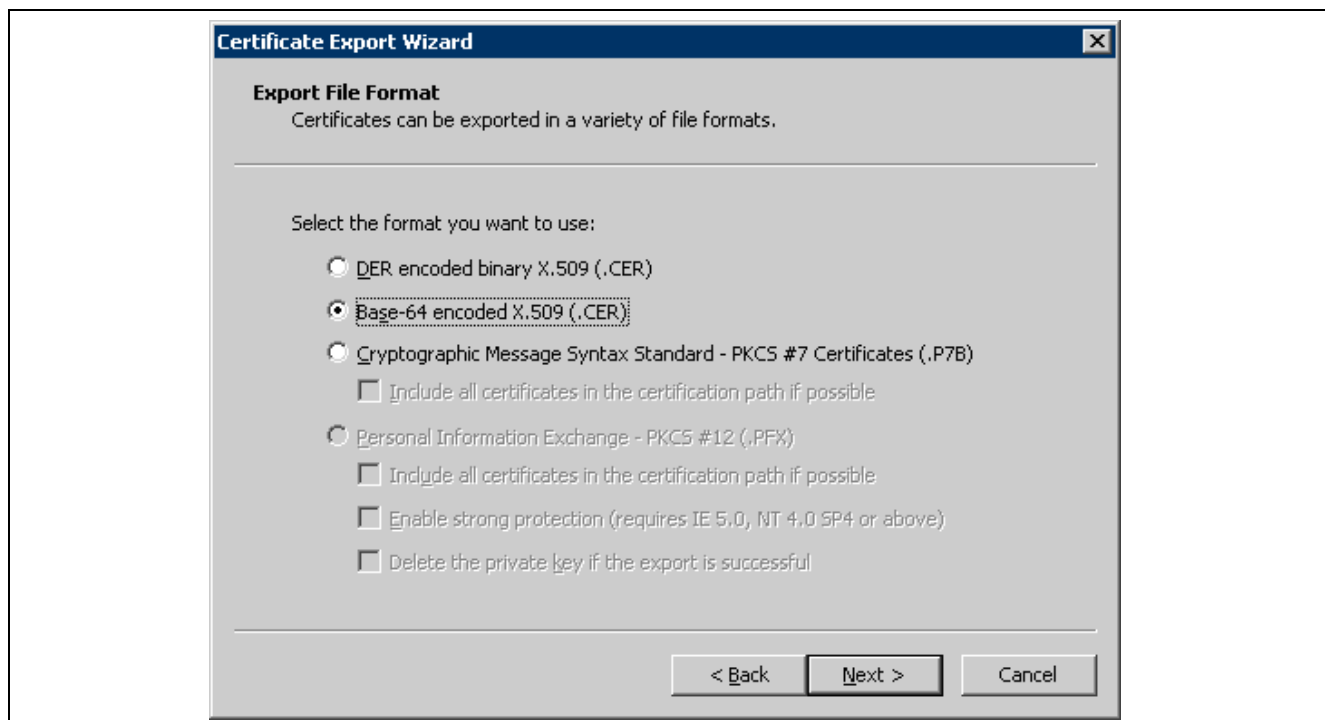 Certificate Export Wizard
Export File Format
Certificates can be exported in a variety of file formats.
Select the format you want to use:
DER encoded binary X.509 (.CER)
Base-64 encoded X.509 (.CER)
Cryptographic Message Syntax Standard - PKCS #7 Certificates (.P7B)
Include all certificates in the certification path if possible
Personal Information Exchange - PKCS #12 (.PFX)
Include all certificates in the certification path if possible
Enable strong protection (requires IE 5.0, NT 4.0 SP4 or above)
Delete the private key if the export is successful
< Back Next > Cancel